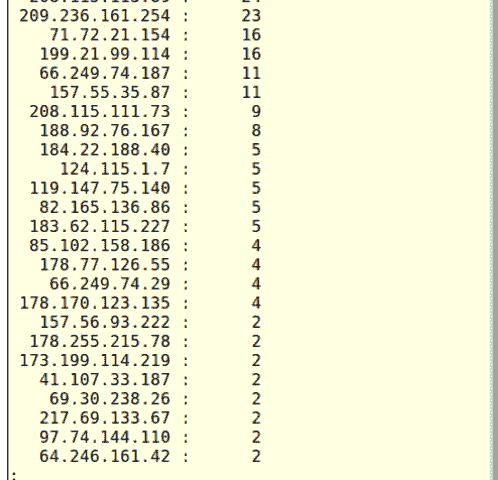 209.236.161.254 : 23
71.72.21.154 : 16
199.21.99.114 : 16
66.249.74.187 : 11
157.55.35.87 : 11
208.115.111.73 : 9
188.92.76.167 : 8
184.22.188.40 : 5
124.115.1.7 : 5
119.147.75.140 : 5
82.165.136.86 : 5
183.62.115.227 : 5
85.102.158.186 : 4
178.77.126.55 : 4
66.249.74.29 : 4
178.170.123.135 : 4
157.56.93.222 : 2
178.255.215.78 : 2
173.199.114.219 : 2
41.107.33.187 : 2
69.30.238.26 : 2
217.69.133.67 : 2
97.74.144.110 : 2
64.246.161.42 : 2
: